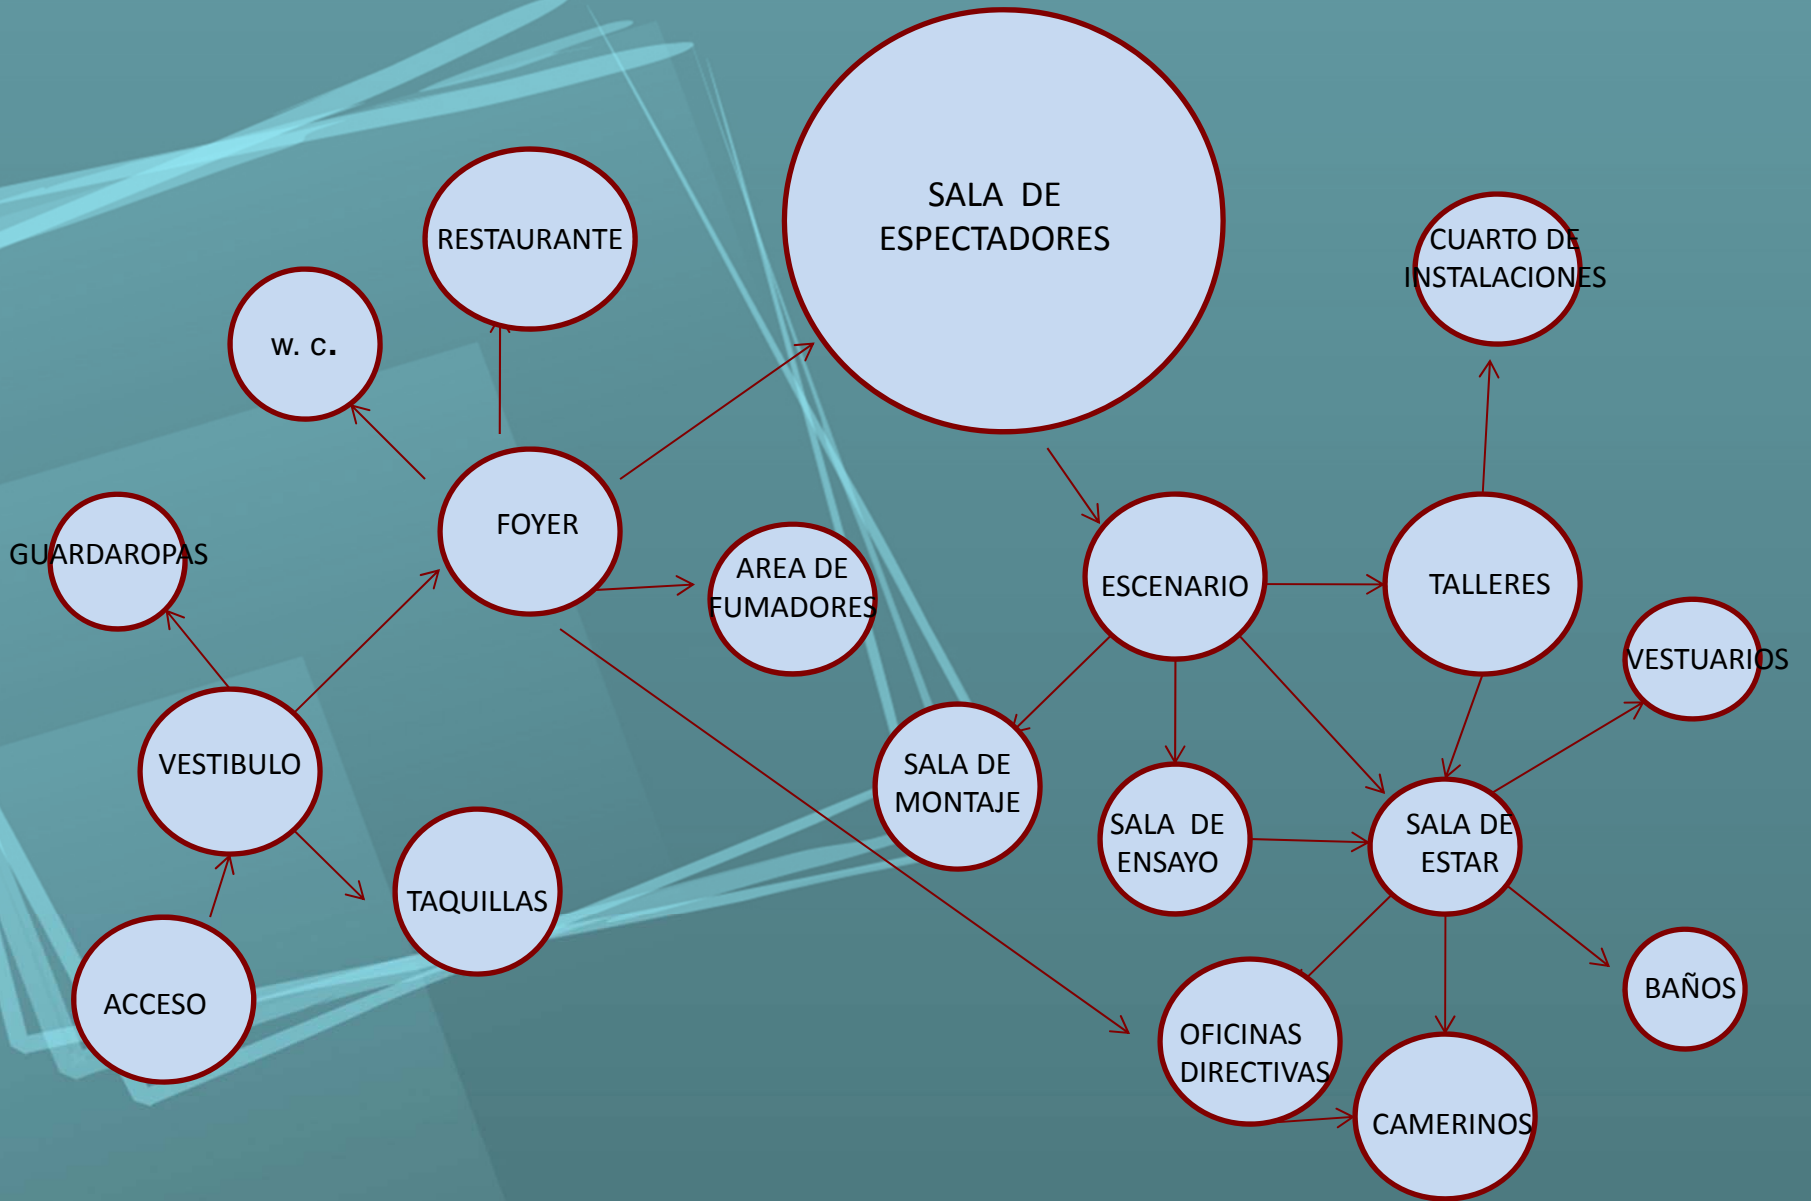 SALA DE
ESPECTADORES
RESTAURANTE
CUARTO DE
INSTALACIONES
w. c.
FOYER
GUARDAROPAS
AREA DE
FUMADORES
ESCENARIO
TALLERES
VESTUARIOS
VESTIBULO
SALA DE
MONTAJE
SALA DE
ENSAYO
SALA DE
ESTAR
TAQUILLAS
ACCESO
BAÑOS
OFICINAS
DIRECTIVAS
CAMERINOS